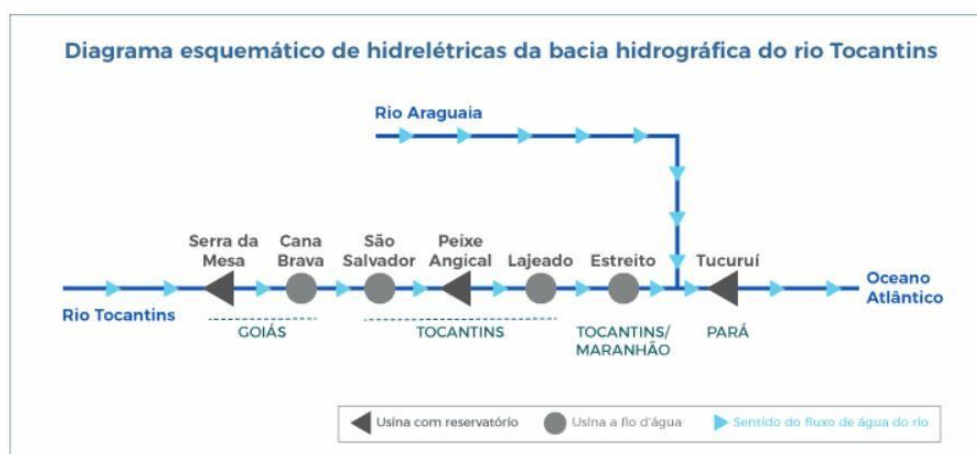 Diagrama esquemático de hidrelétricas da bacia hidrográfica do rio Tocantins
Rio Araguaia
Serra da
Mesa
Cana
Brava
São
Salvador
Peixe
Angical
Lajeado
Estreito
Tucuruí
Oceano
Atlântico
Rio Tocantins
GOIÁS
TOCANTINS
TOCANTINS/
MARANHÃO
PARÁ
Usina com reservatório
Usina a fio d'água
Sentido do fluxo de água do rio